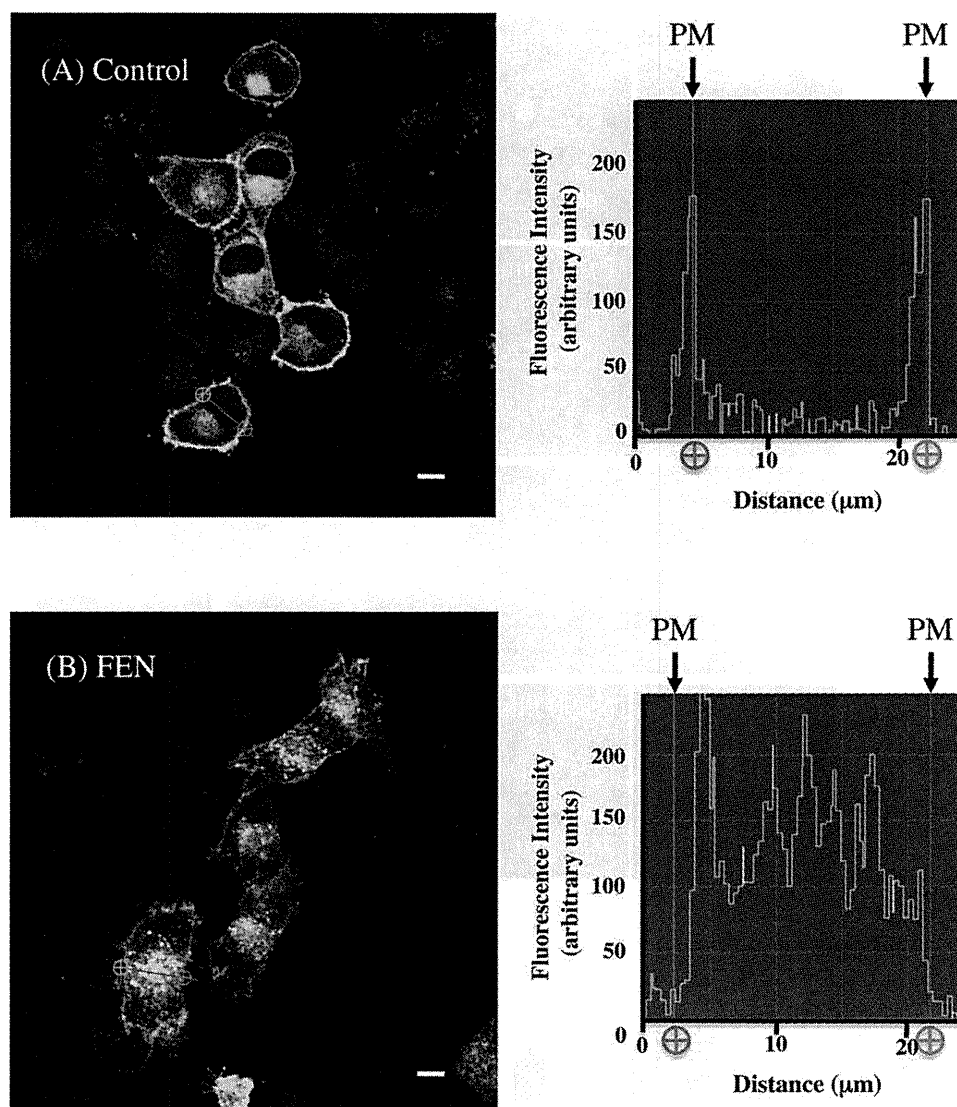 (A) Control
PM PM
Fluorescence Intensity
(arbitrary units)
200
150
100
50
0
0 10 20
Distance (μm)
(B) FEN
PM PM
Fluorescence Intensity
(arbitrary units)
200
150
100
50
0
0 10 20
Distance (μm)